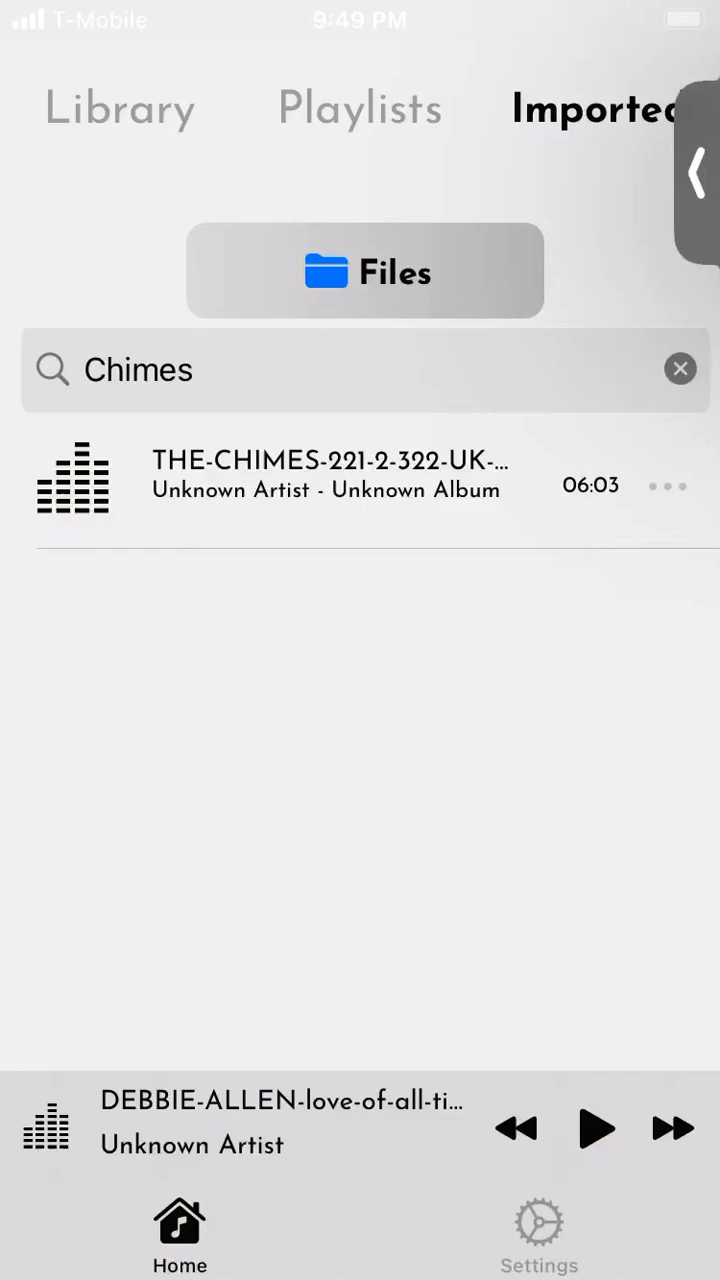 T-Mobile 9:49 PM
Library Playlists Imported
Files
Chimes
THE-CHIMES-221-2-322-UK-...
Unknown Artist - Unknown Album
06:03
DEBBIE-ALLEN-love-of-all-ti...
Unknown Artist
Home Settings